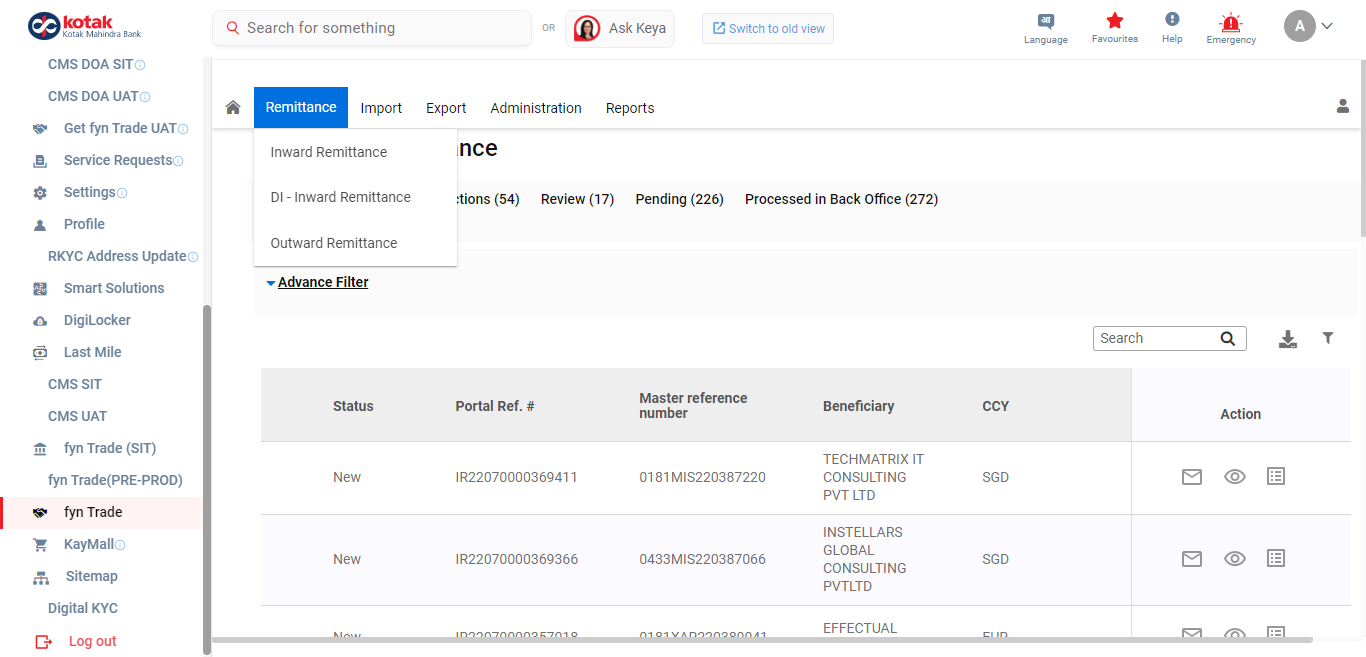 kotak
Kotak Mahindra Bank
Search for something
OR
Ask Keya
Switch to old view
Language
Favourites
Help
Emergency
A
CMS DOA SIT
CMS DOA UAT
Get fyn Trade UAT
Service Requests
Settings
Profile
RKYC Address Update
Smart Solutions
DigiLocker
Last Mile
CMS SIT
CMS UAT
fyn Trade (SIT)
fyn Trade(PRE-PROD)
fyn Trade
KayMall
Sitemap
Digital KYC
Log out
Remittance
Import
Export
Administration
Reports
Inward Remittance
DI - Inward Remittance
Outward Remittance
Review (17)
Pending (226)
Processed in Back Office (272)
Advance Filter
Search
Status
Portal Ref. #
Master reference
number
Beneficiary
CCY
Action
New
IR22070000369411
0181MIS220387220
TECHMATRIX IT
CONSULTING
PVT LTD
SGD
New
IR22070000369366
0433MIS220387066
INSTELLARS
GLOBAL
CONSULTING
PVTLTD
SGD
New
EFFECTUAL
EUR